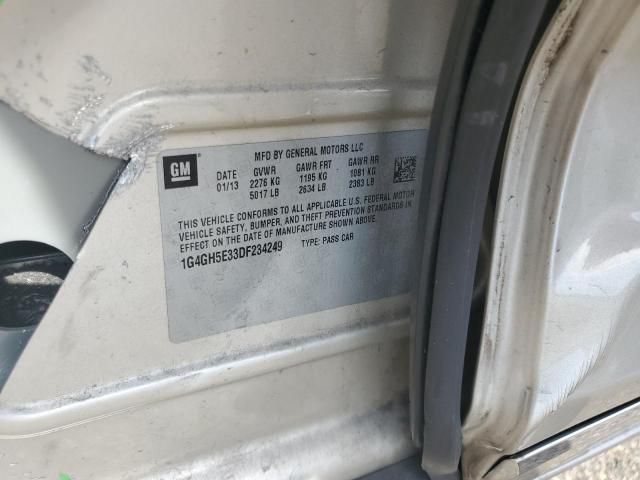 GM
MFD BY GENERAL MOTORS LLC
DATE GVWR GAWR FRT GAWR RR
01/13 2276 KG 1195 KG 1081 KG
5017 LB 2634 LB 2383 LB
THIS VEHICLE CONFORMS TO ALL APPLICABLE U.S. FEDERAL MOTOR
VEHICLE SAFETY, BUMPER, AND THEFT PREVENTION STANDARDS IN
EFFECT ON THE DATE OF MANUFACTURE SHOWN ABOVE.
1G4GH5E33DF234249 TYPE: PASS CAR